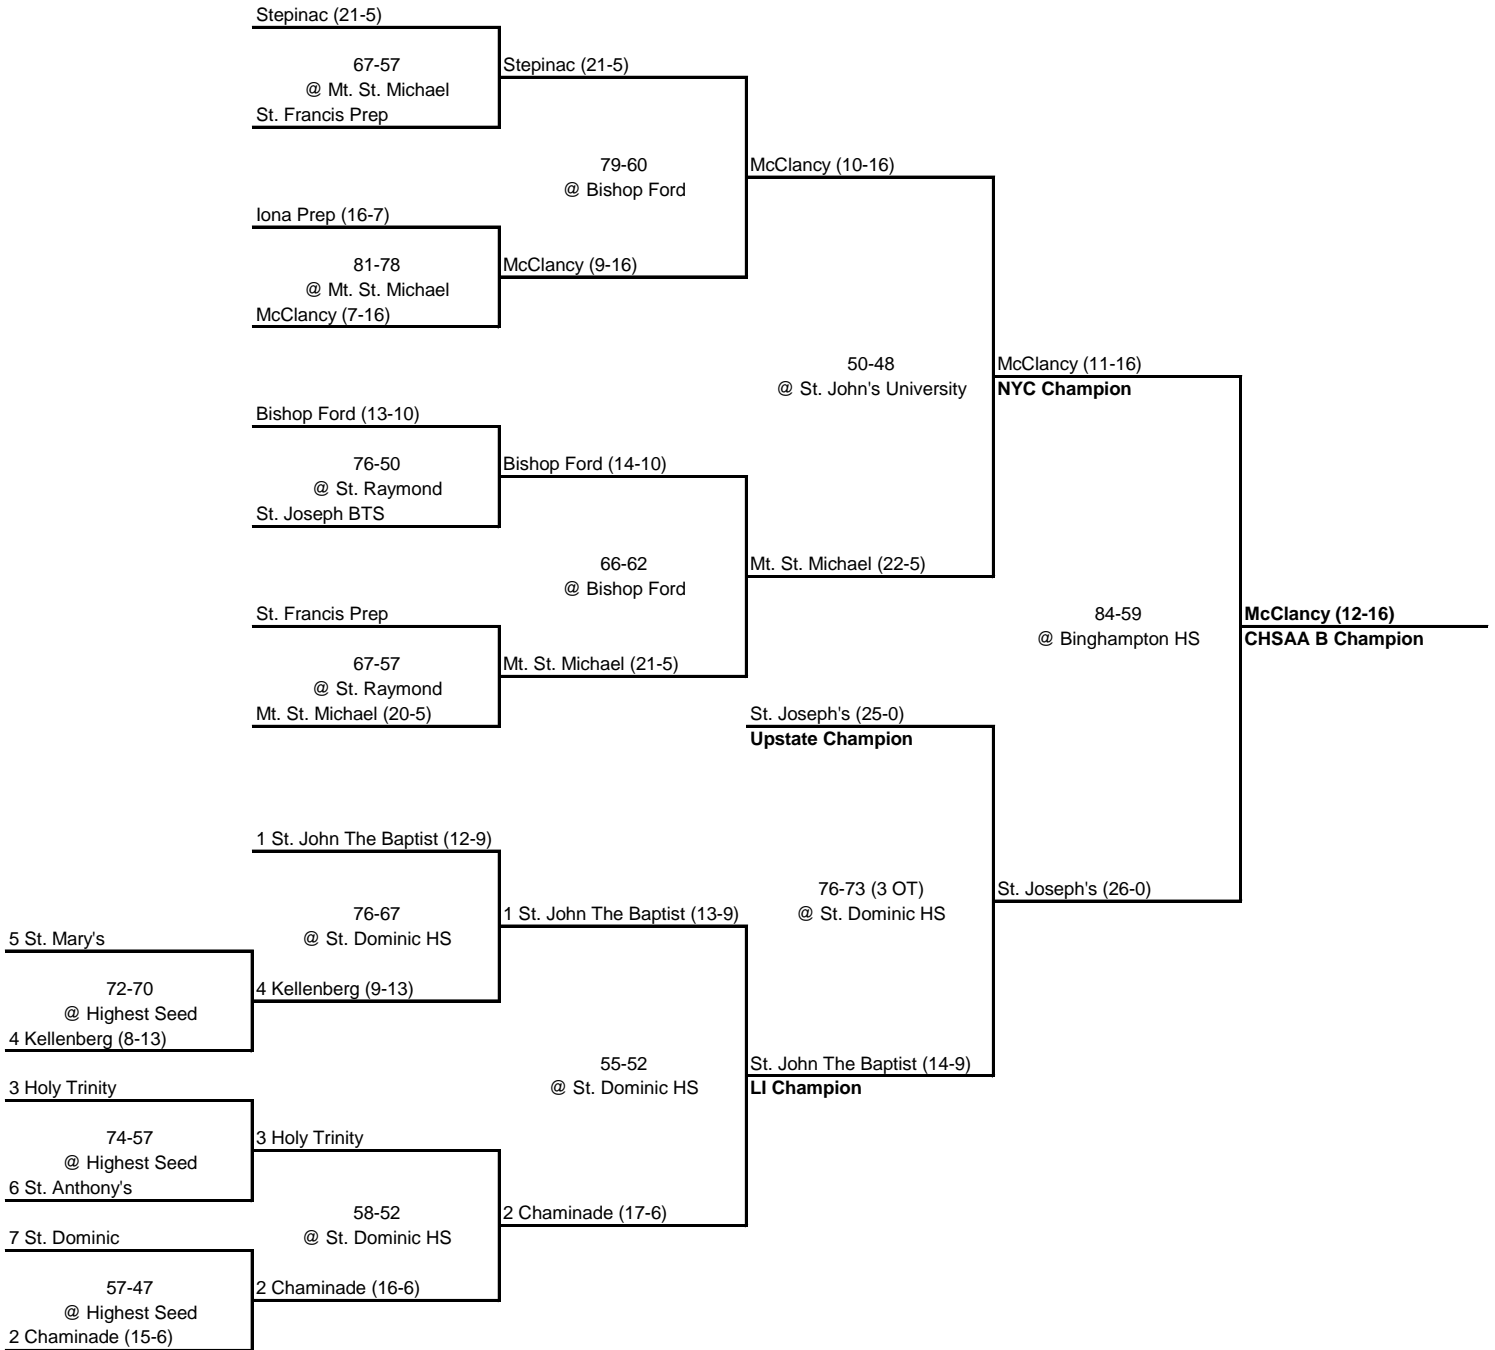 Stepinac (21-5)
67-57
@ Mt. St. Michael
St. Francis Prep
Stepinac (21-5)
79-60
@ Bishop Ford
Iona Prep (16-7)
81-78
@ Mt. St. Michael
McClancy (7-16)
McClancy (9-16)
McClancy (10-16)
50-48
@ St. John's University
Bishop Ford (13-10)
76-50
@ St. Raymond
St. Joseph BTS
Bishop Ford (14-10)
66-62
@ Bishop Ford
St. Francis Prep
67-57
@ St. Raymond
Mt. St. Michael (20-5)
Mt. St. Michael (21-5)
Mt. St. Michael (22-5)
McClancy (11-16)
NYC Champion
84-59
@ Binghampton HS
McClancy (12-16)
CHSAA B Champion
St. Joseph's (25-0)
Upstate Champion
76-73 (3 OT)
@ St. Dominic HS
St. Joseph's (26-0)
1 St. John The Baptist (12-9)
76-67
@ St. Dominic HS
5 St. Mary's
72-70
@ Highest Seed
4 Kellenberg (8-13)
4 Kellenberg (9-13)
1 St. John The Baptist (13-9)
55-52
@ St. Dominic HS
St. John The Baptist (14-9)
LI Champion
3 Holy Trinity
74-57
@ Highest Seed
6 St. Anthony's
3 Holy Trinity
58-52
@ St. Dominic HS
2 Chaminade (17-6)
7 St. Dominic
57-47
@ Highest Seed
2 Chaminade (15-6)
2 Chaminade (16-6)